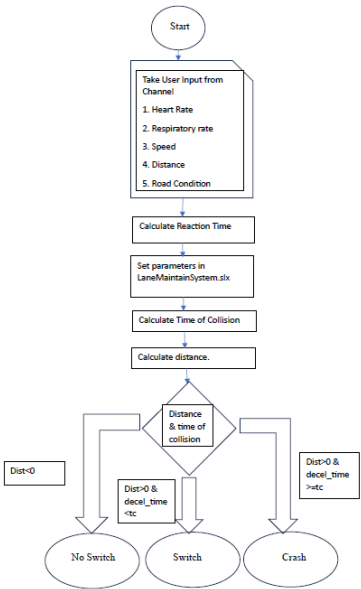 Start
Take User Input from
Channel
1. Heart Rate
2. Respiratory rate
3. Speed
4. Distance
5. Road Condition
Calculate Reaction Time
Set parameters in
LaneMaintainSystem.slx
Calculate Time of Collision
Calculate distance.
Distance
& time of
collision
Dist<0
Dist>0 &
decel_time
<tc
Dist>0 &
decel_time
>=tc
No Switch
Switch
Crash